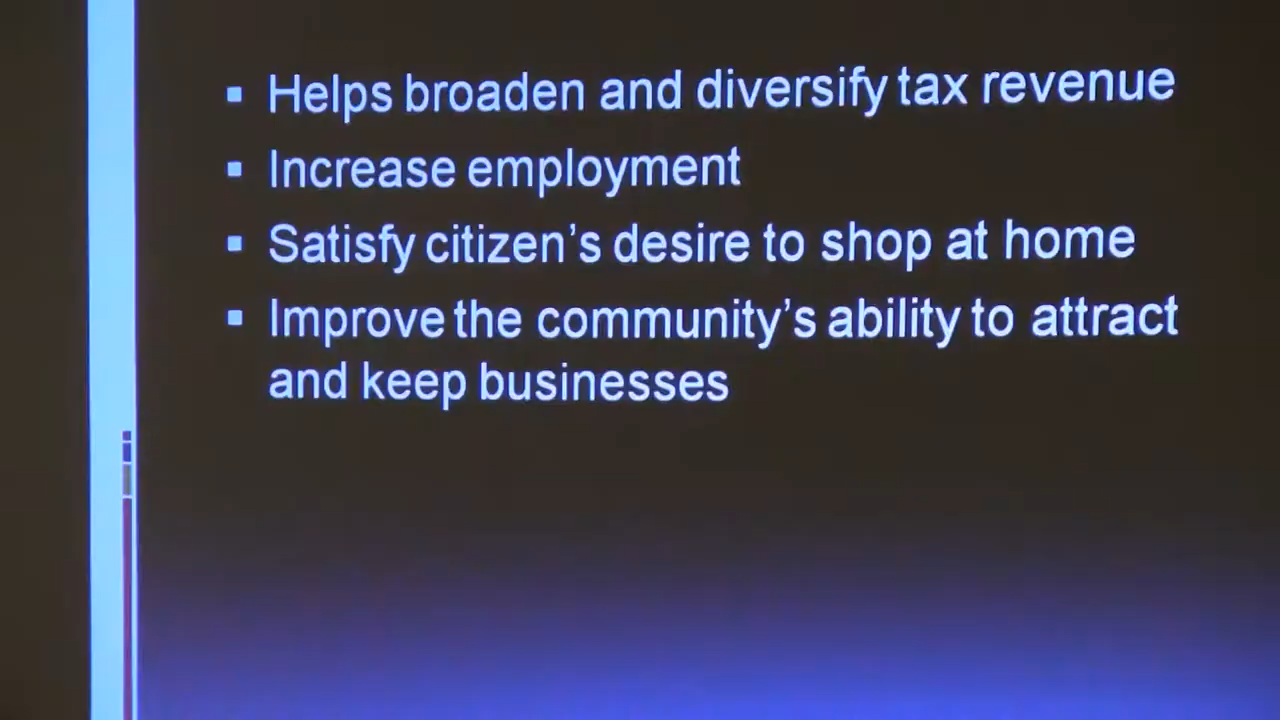 ▪ Helps broaden and diversify tax revenue
▪ Increase employment
▪ Satisfy citizen’s desire to shop at home
▪ Improve the community’s ability to attract
and keep businesses